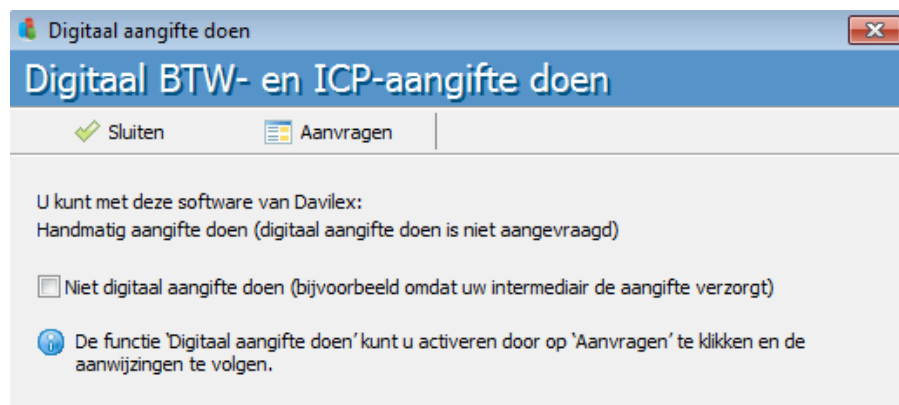 Digitaal aangifte doen
Digitaal BTW- en ICP-aangifte doen
Sluiten Aanvragen
U kunt met deze software van Davilex:
Handmatig aangifte doen (digitaal aangifte doen is niet aangevraagd)
Niet digitaal aangifte doen (bijvoorbeeld omdat uw intermediair de aangifte verzorgt)
De functie ‘Digitaal aangifte doen’ kunt u activeren door op ‘Aanvragen’ te klikken en de
aanwijzingen te volgen.